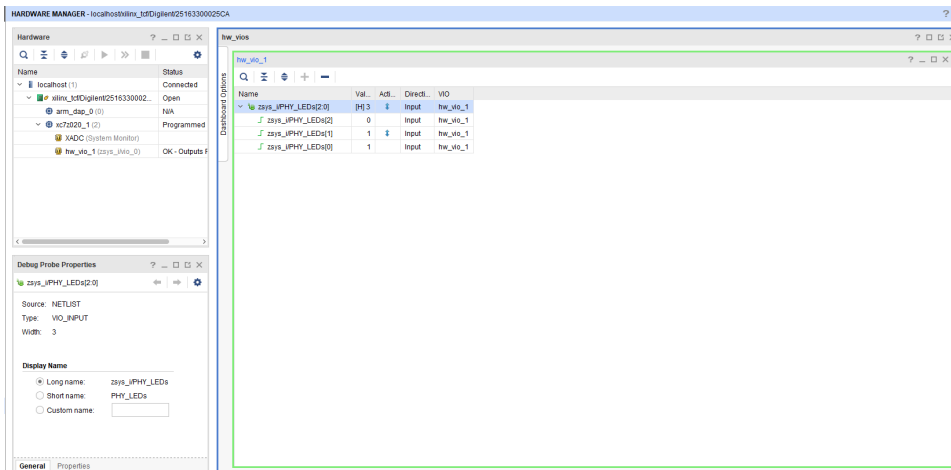 HARDWARE MANAGER - localhost/xilinx_tcf/Digilent/25163300025CA
?
Hardware
Name Status
localhost (1) Connected
xilinx_tcf/Digilent/2516330002... Open
arm_dap_0 (0) N/A
xc7z020_1 (2) Programmed
XADC (System Monitor)
hw_vio_1 (zsys_i/vio_0) OK - Outputs F
Debug Probe Properties
zsys_i/PHY_LEDs[2:0]
Source: NETLIST
Type: VIO_INPUT
Width: 3
Display Name
Long name: zsys_i/PHY_LEDs
Short name: PHY_LEDs
Custom name:
General Properties
hw_vios
Dashboard Options
hw_vio_1
Name Val... Acti... Directi... VIO
zsys_i/PHY_LEDs[2:0] [H] 3 Input hw_vio_1
zsys_i/PHY_LEDs[2] 0 Input hw_vio_1
zsys_i/PHY_LEDs[1] 1 Input hw_vio_1
zsys_i/PHY_LEDs[0] 1 Input hw_vio_1